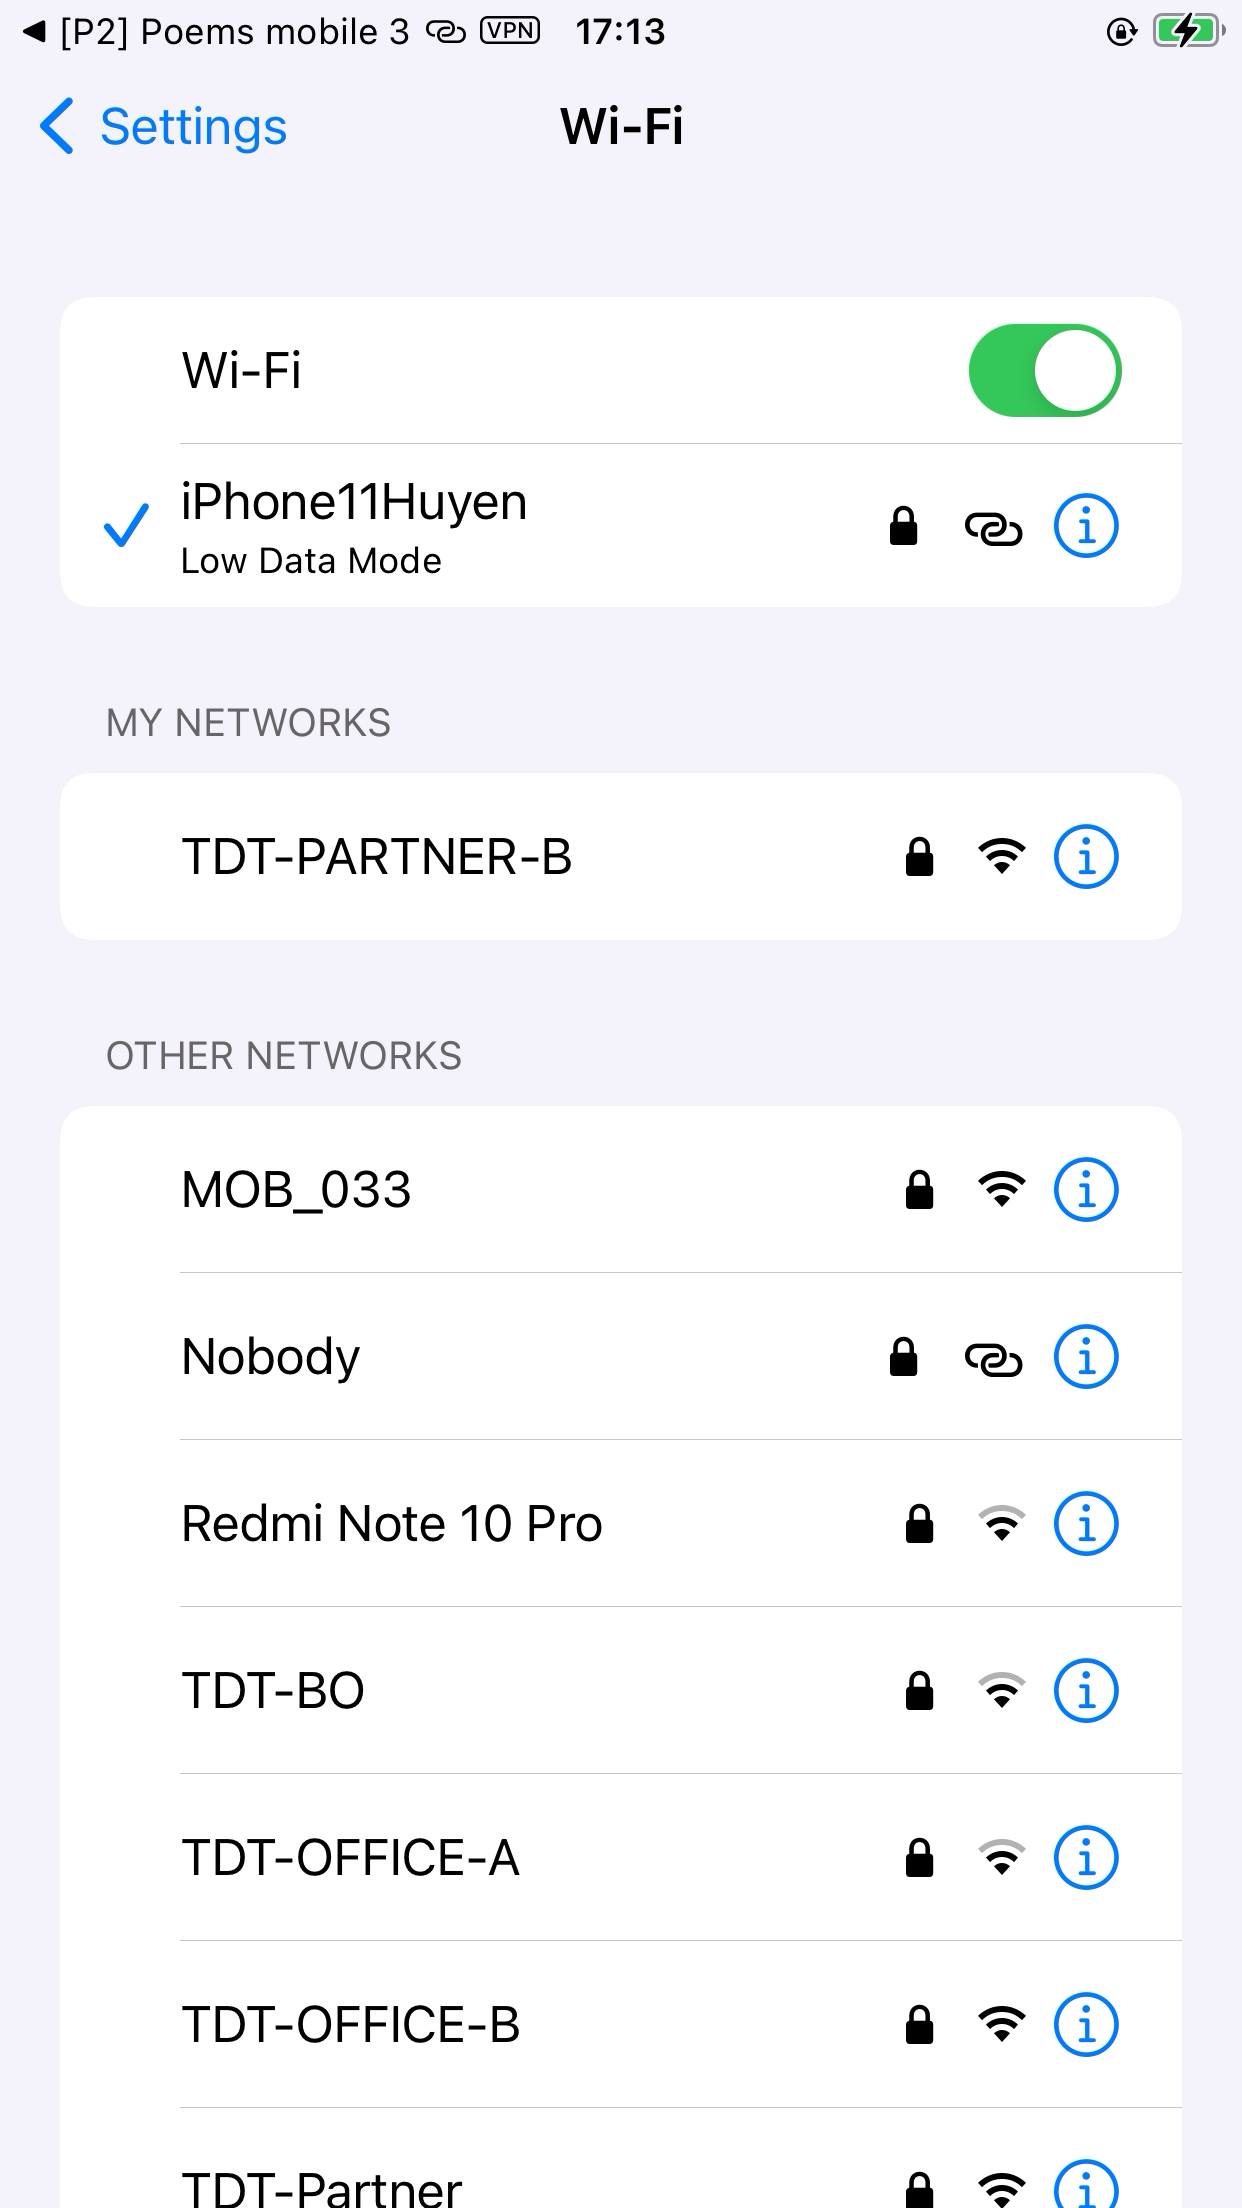 [P2] Poems mobile 3 VPN 17:13
Settings Wi-Fi
Wi-Fi
iPhone11Huyen
Low Data Mode
MY NETWORKS
TDT-PARTNER-B
OTHER NETWORKS
MOB_033
Nobody
Redmi Note 10 Pro
TDT-BO
TDT-OFFICE-A
TDT-OFFICE-B
TDT-Partner